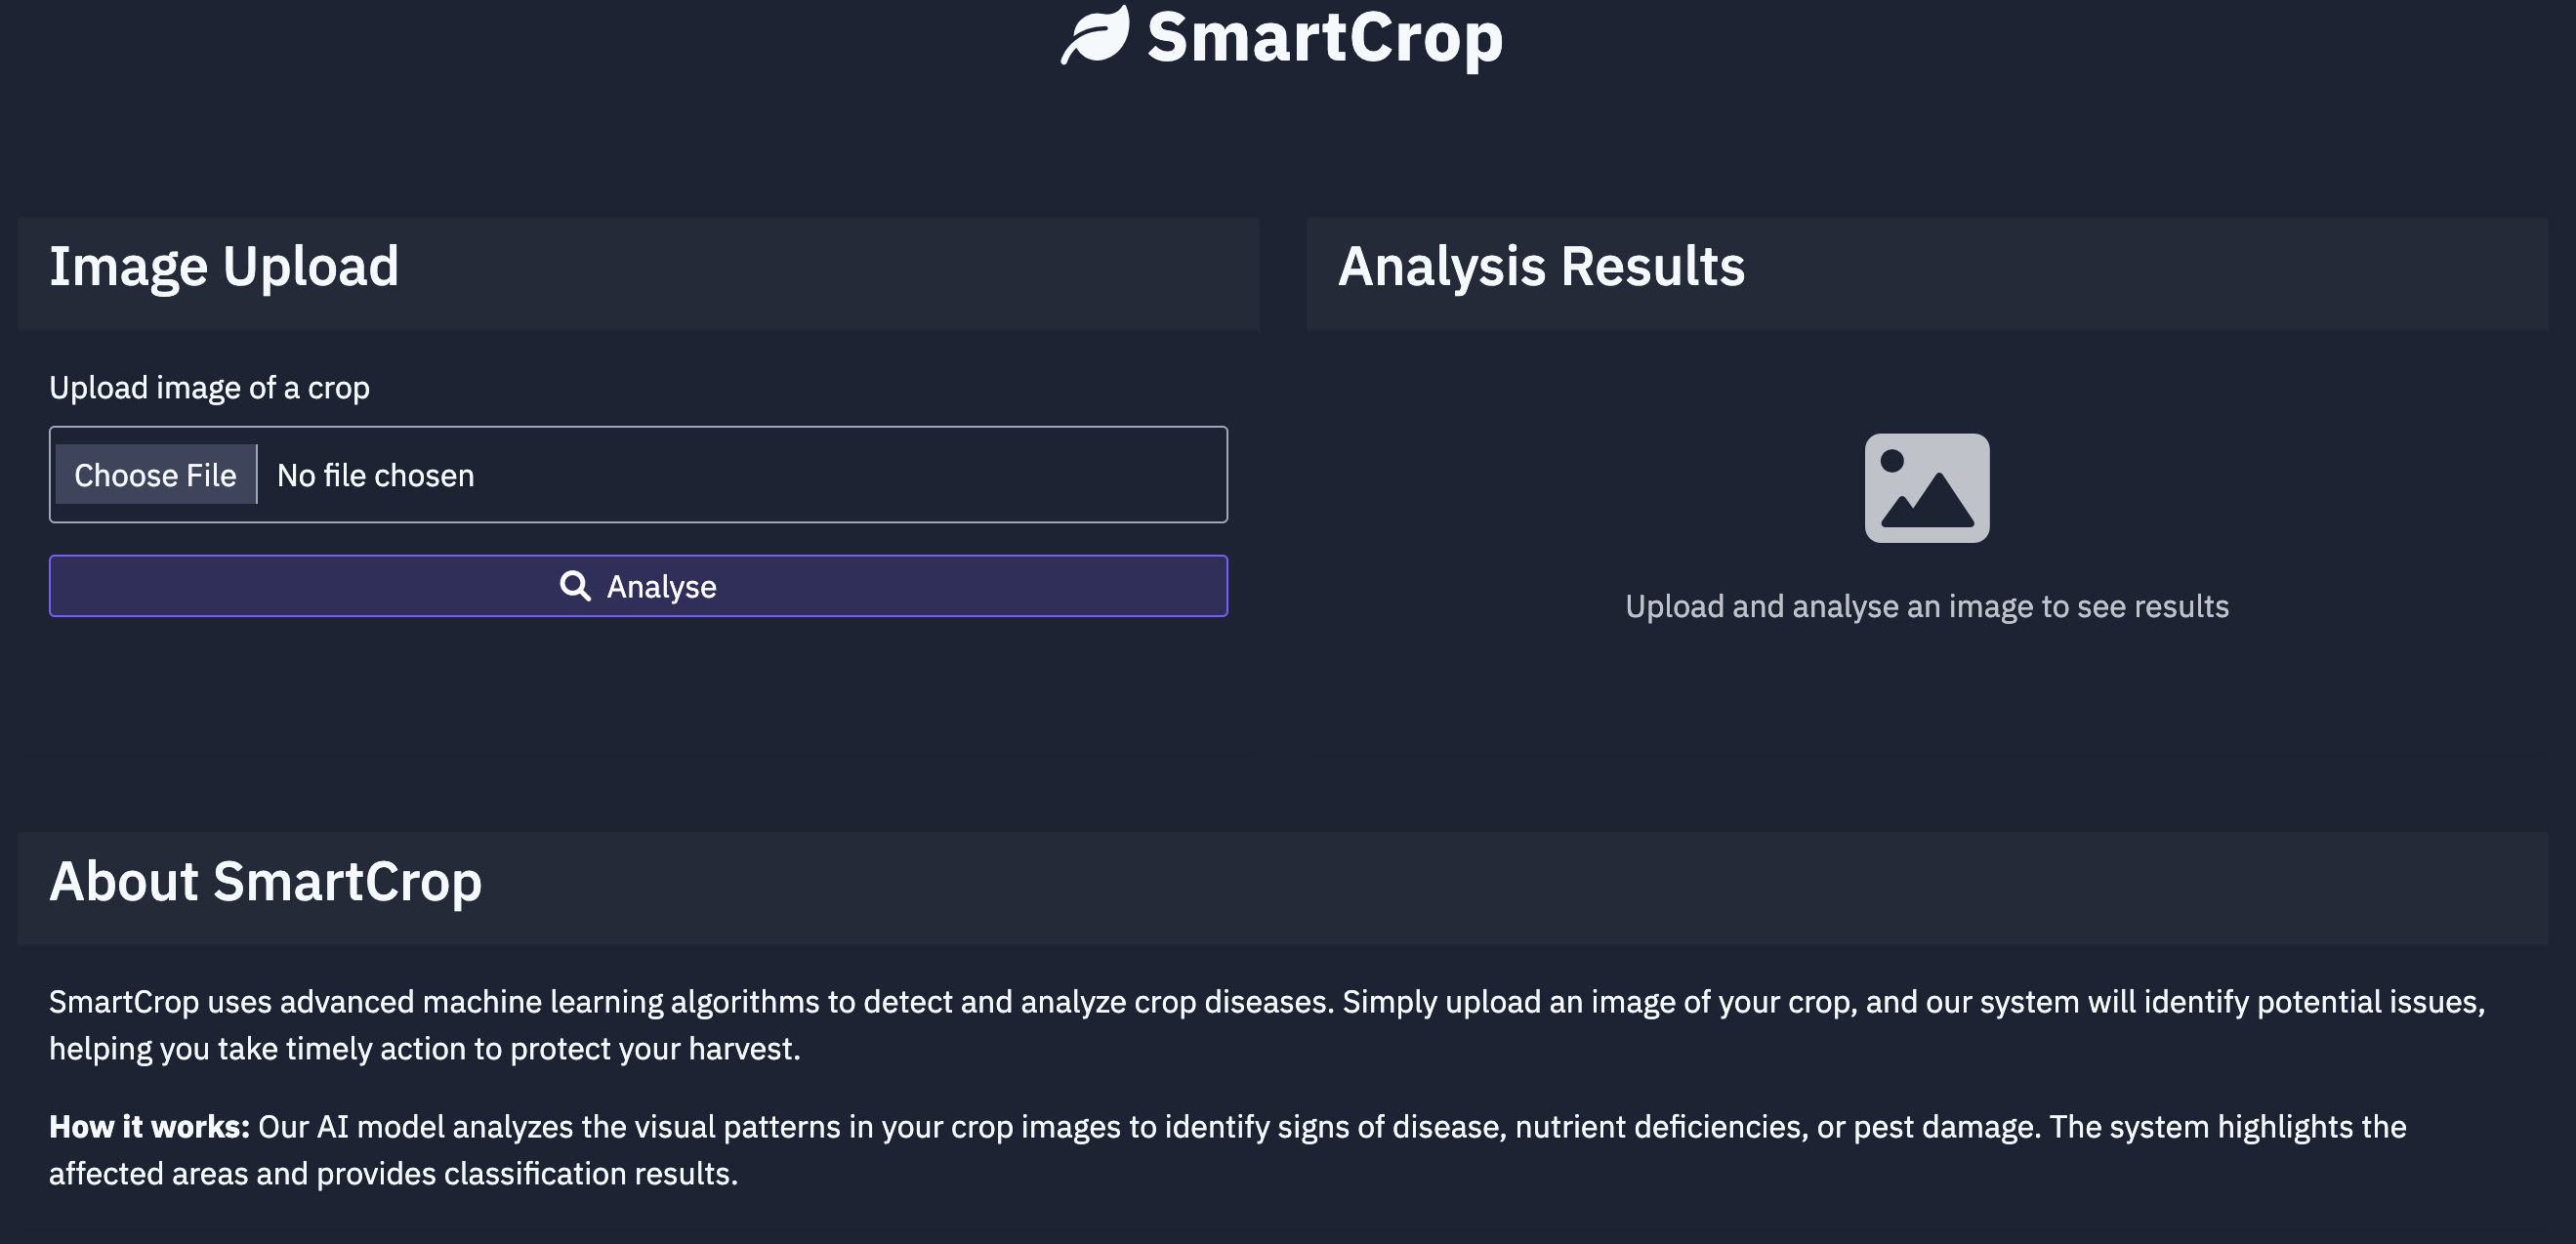 SmartCrop
Image Upload
Upload image of a crop
Choose File No file chosen
Analyse
Analysis Results
Upload and analyse an image to see results
About SmartCrop
SmartCrop uses advanced machine learning algorithms to detect and analyze crop diseases. Simply upload an image of your crop, and our system will identify potential issues,
helping you take timely action to protect your harvest.
How it works: Our AI model analyzes the visual patterns in your crop images to identify signs of disease, nutrient deficiencies, or pest damage. The system highlights the
affected areas and provides classification results.